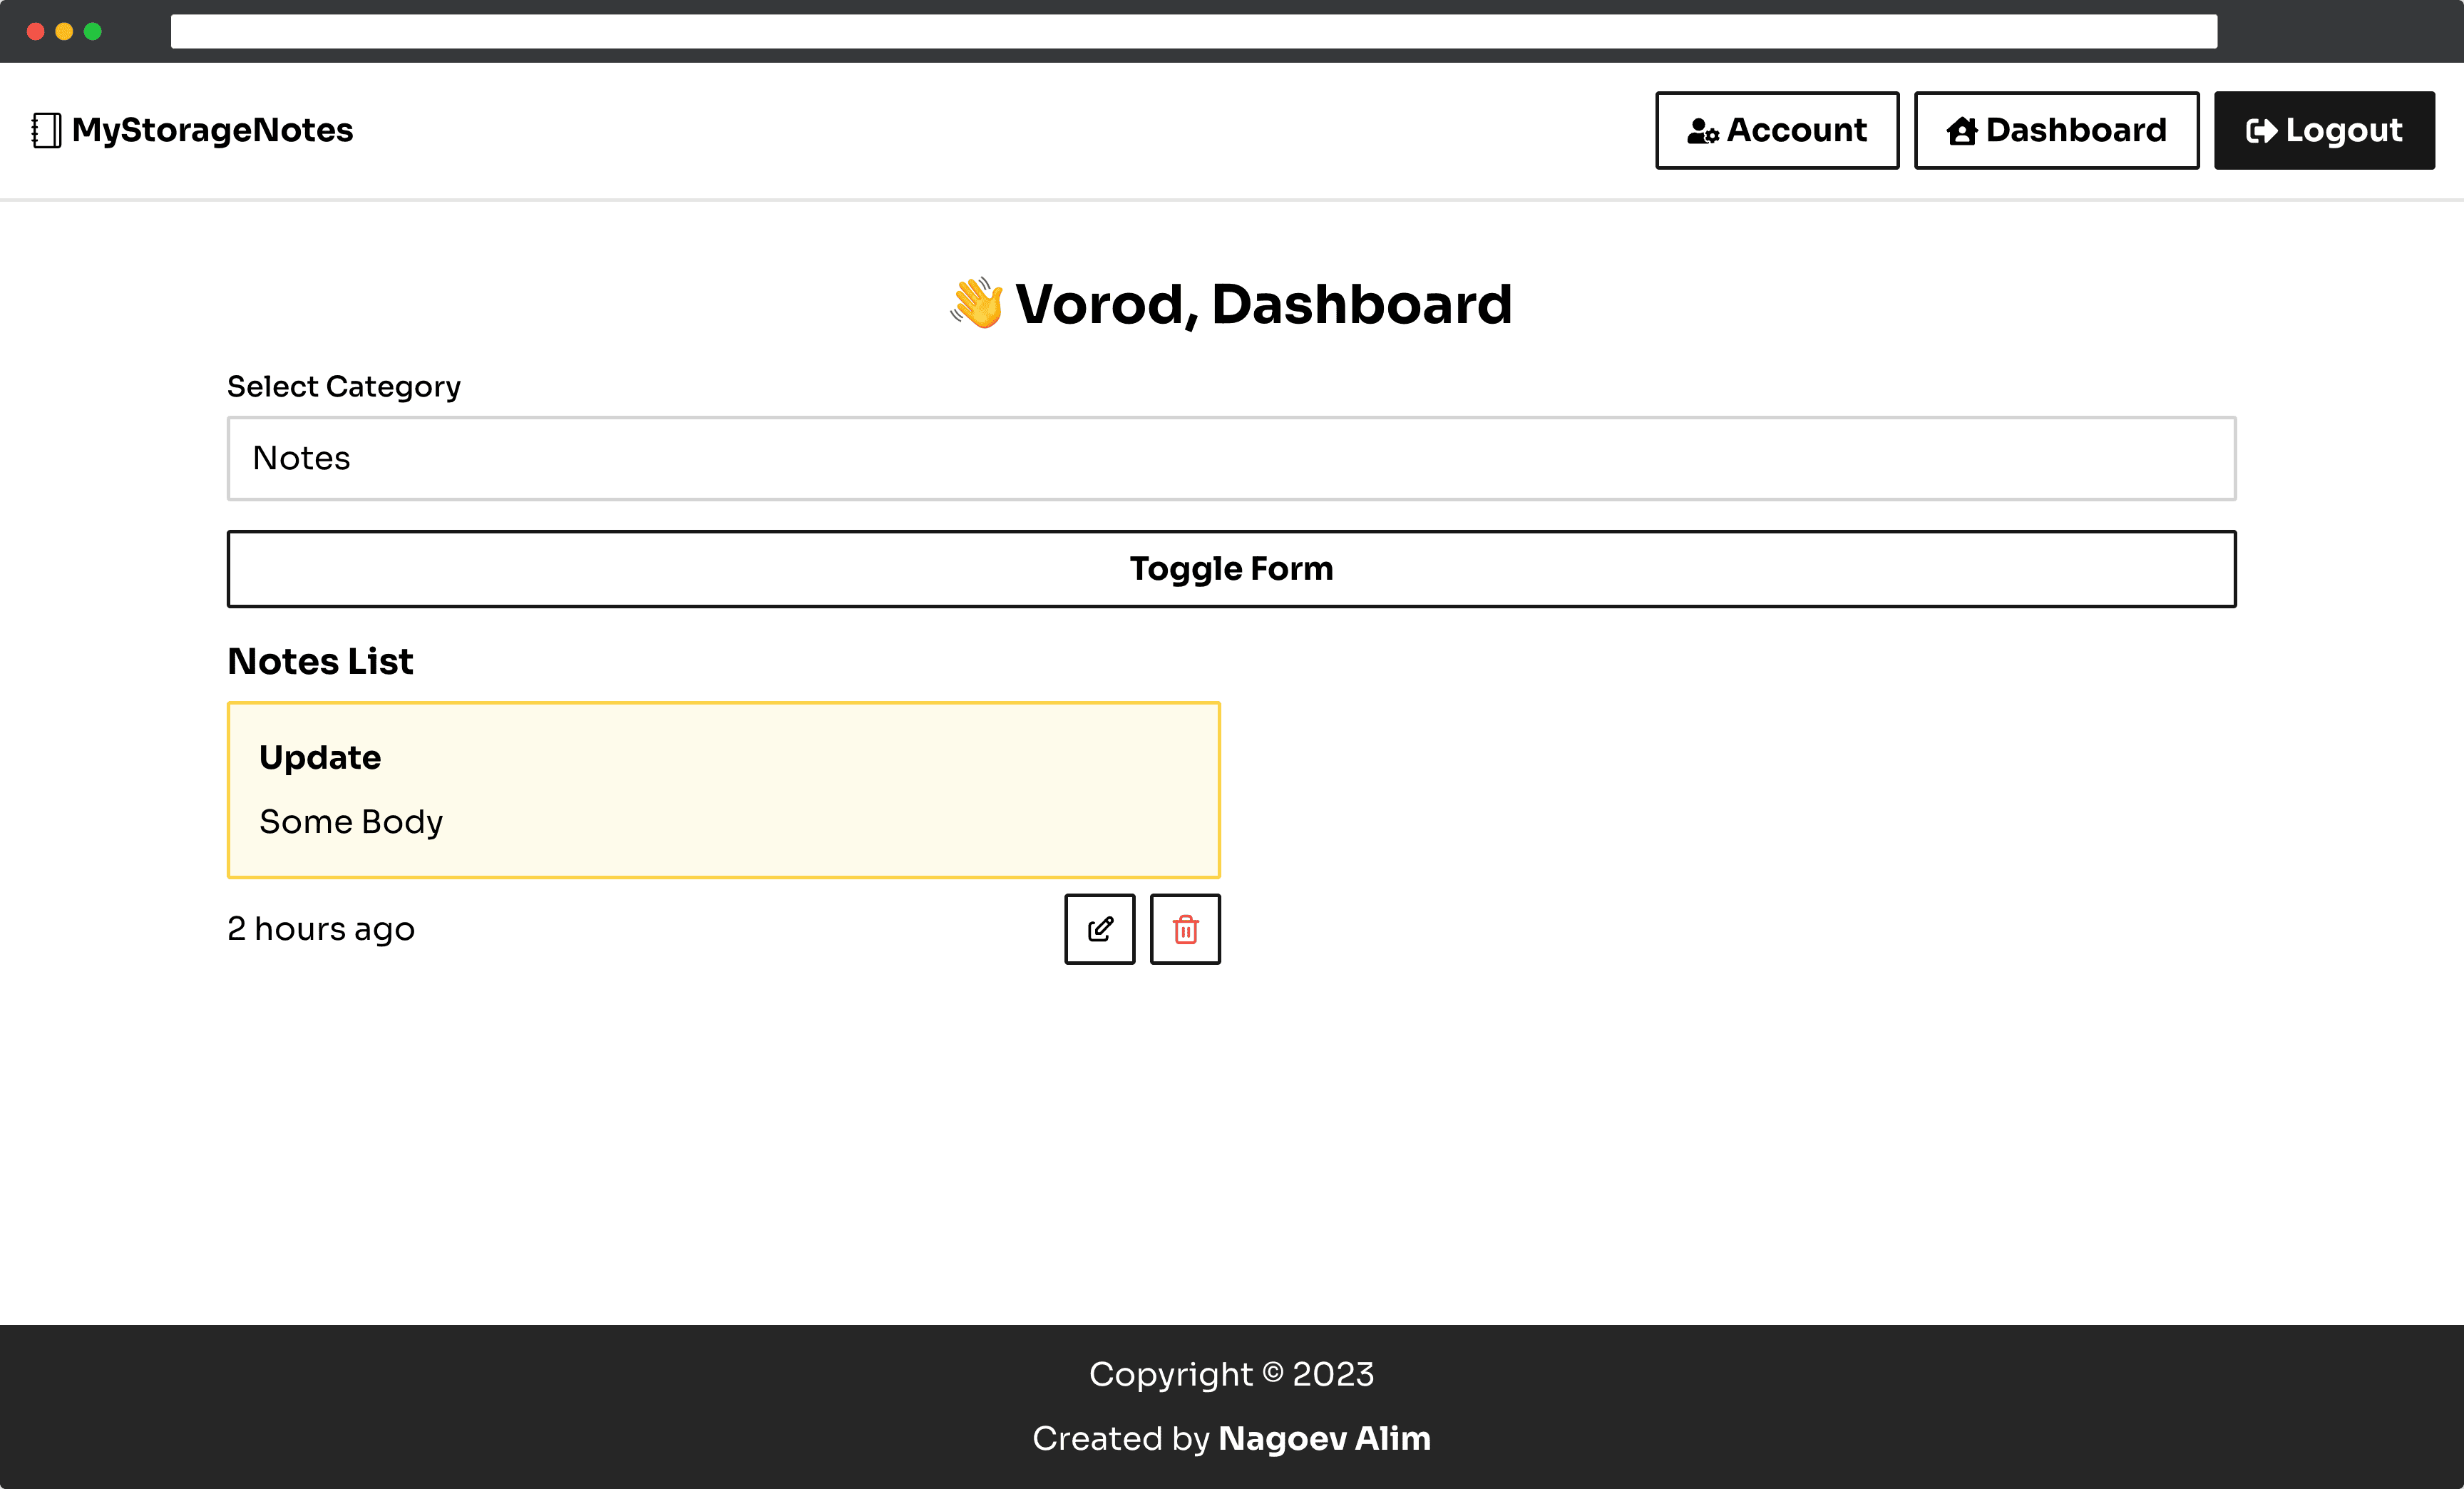 MyStorageNotes
Account
Dashboard
Logout
👋 Vorod, Dashboard
Select Category
Notes
Toggle Form
Notes List
Update
Some Body
2 hours ago
Copyright © 2023
Created by Nagoev Alim